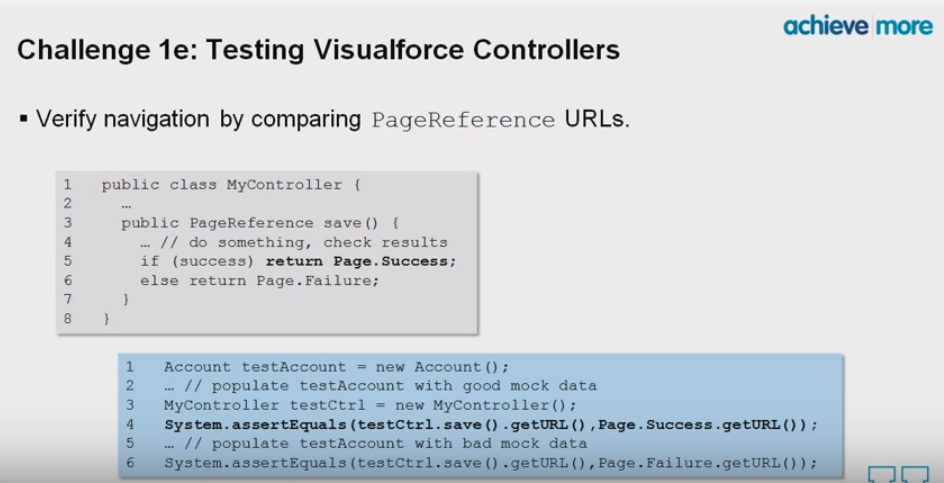 achieve more
Challenge 1e: Testing Visualforce Controllers
▪ Verify navigation by comparing PageReference URLs.
1 public class MyController {
2 …
3 public PageReference save() {
4 … // do something, check results
5 if (success) return Page.Success;
6 else return Page.Failure;
7 }
8 }
1 Account testAccount = new Account();
2 … // populate testAccount with good mock data
3 MyController testCtrl = new MyController();
4 System.assertEquals(testCtrl.save().getURL(),Page.Success.getURL());
5 … // populate testAccount with bad mock data
6 System.assertEquals(testCtrl.save().getURL(),Page.Failure.getURL());